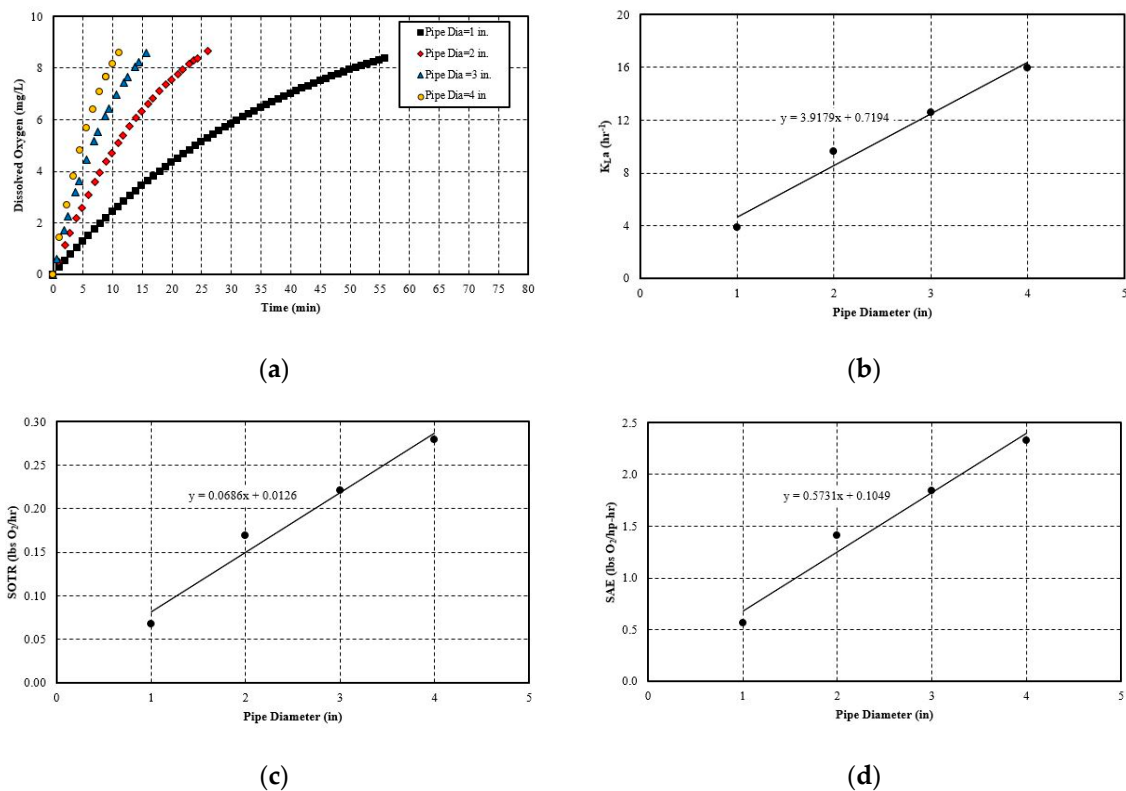 10
8
6
4
2
0
Dissolved Oxygen (mg/L)
Pipe Dia=1 in.
Pipe Dia=2 in.
Pipe Dia =3 in.
Pipe Dia=4 in
0 5 10 15 20 25 30 35 40 45 50 55 60 65 70 75 80
Time (min)
(a)
20
16
12
8
4
0
K_La (hr⁻¹)
y = 3.9179x + 0.7194
0 1 2 3 4 5
Pipe Diameter (in)
(b)
0.30
0.25
0.20
0.15
0.10
0.05
0.00
SOTR (lbs O₂/hr)
y = 0.0686x + 0.0126
0 1 2 3 4 5
Pipe Diameter (in)
(c)
2.5
2.0
1.5
1.0
0.5
0.0
SAE (lbs O₂/hp-hr)
y = 0.5731x + 0.1049
0 1 2 3 4 5
Pipe Diameter (in)
(d)